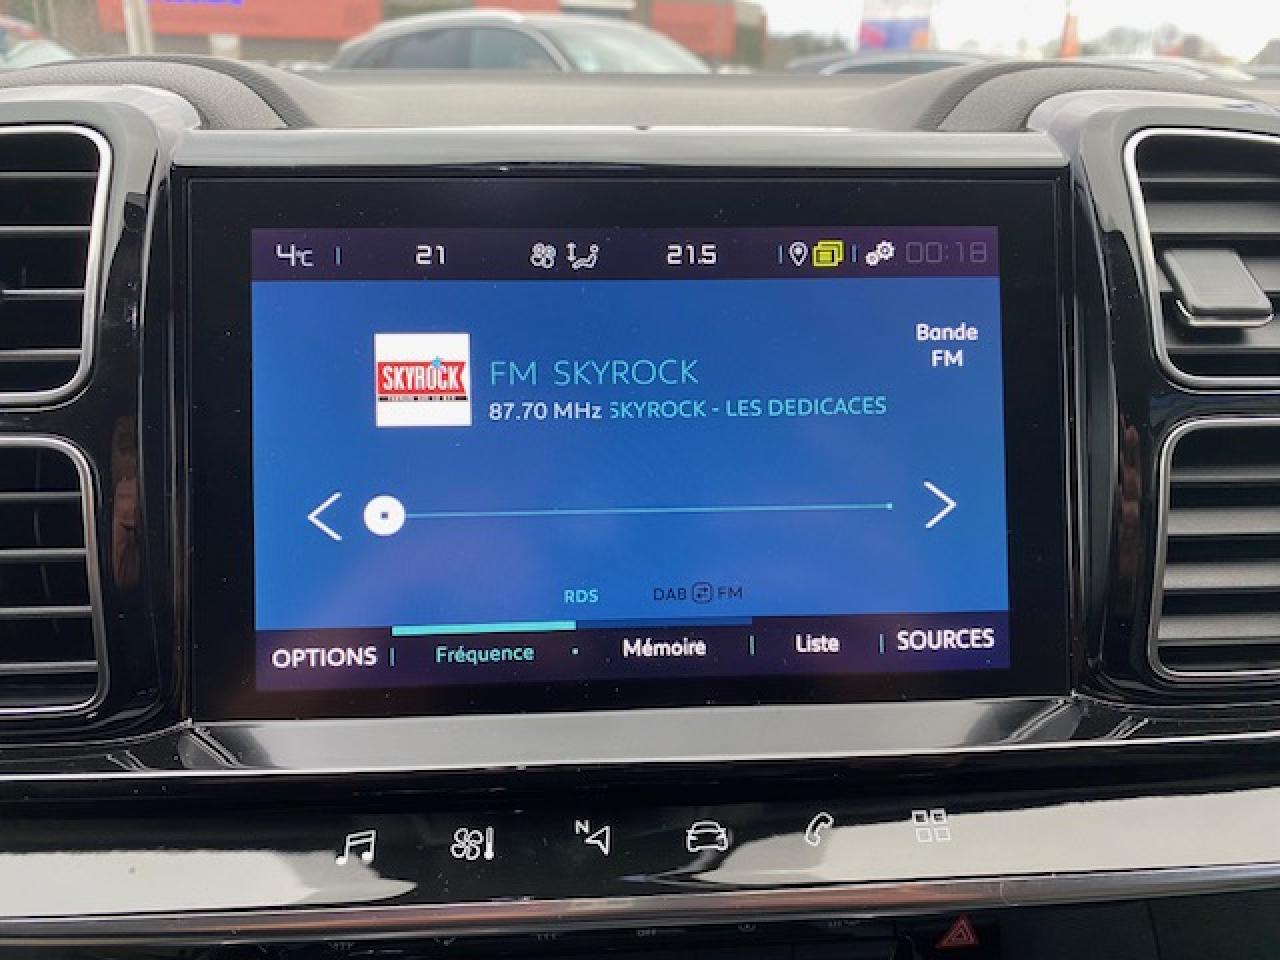 4°C 21 21.5 00:18
Bande
FM
SKYROCK
FM SKYROCK
87.70 MHz SKYROCK - LES DEDICACES
RDS DAB FM
OPTIONS Fréquence Mémoire Liste SOURCES
N